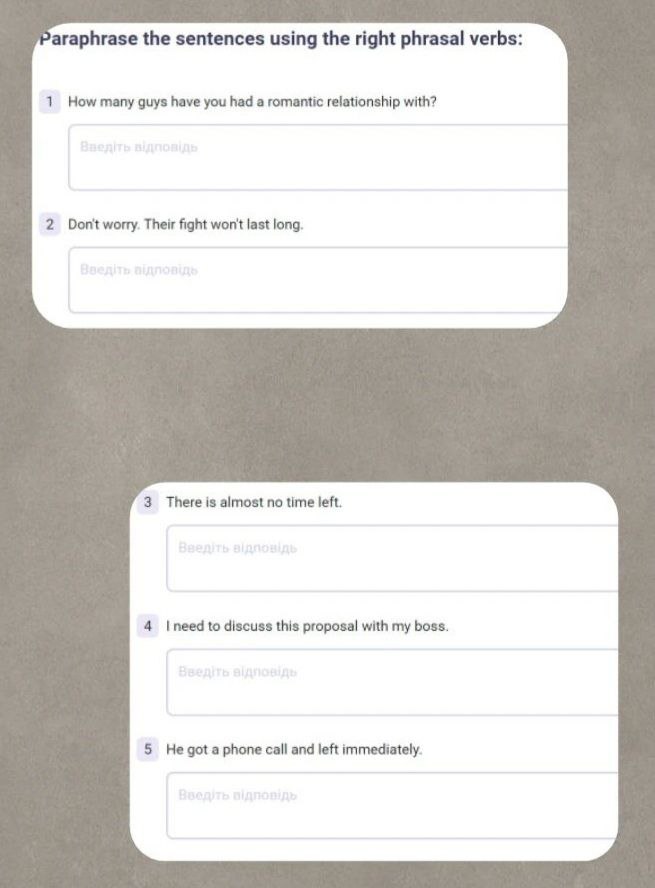 Paraphrase the sentences using the right phrasal verbs:
1 How many guys have you had a romantic relationship with?
Введіть відповідь
2 Don't worry. Their fight won't last long.
Введіть відповідь
3 There is almost no time left.
Введіть відповідь
4 I need to discuss this proposal with my boss.
Введіть відповідь
5 He got a phone call and left immediately.
Введіть відповідь